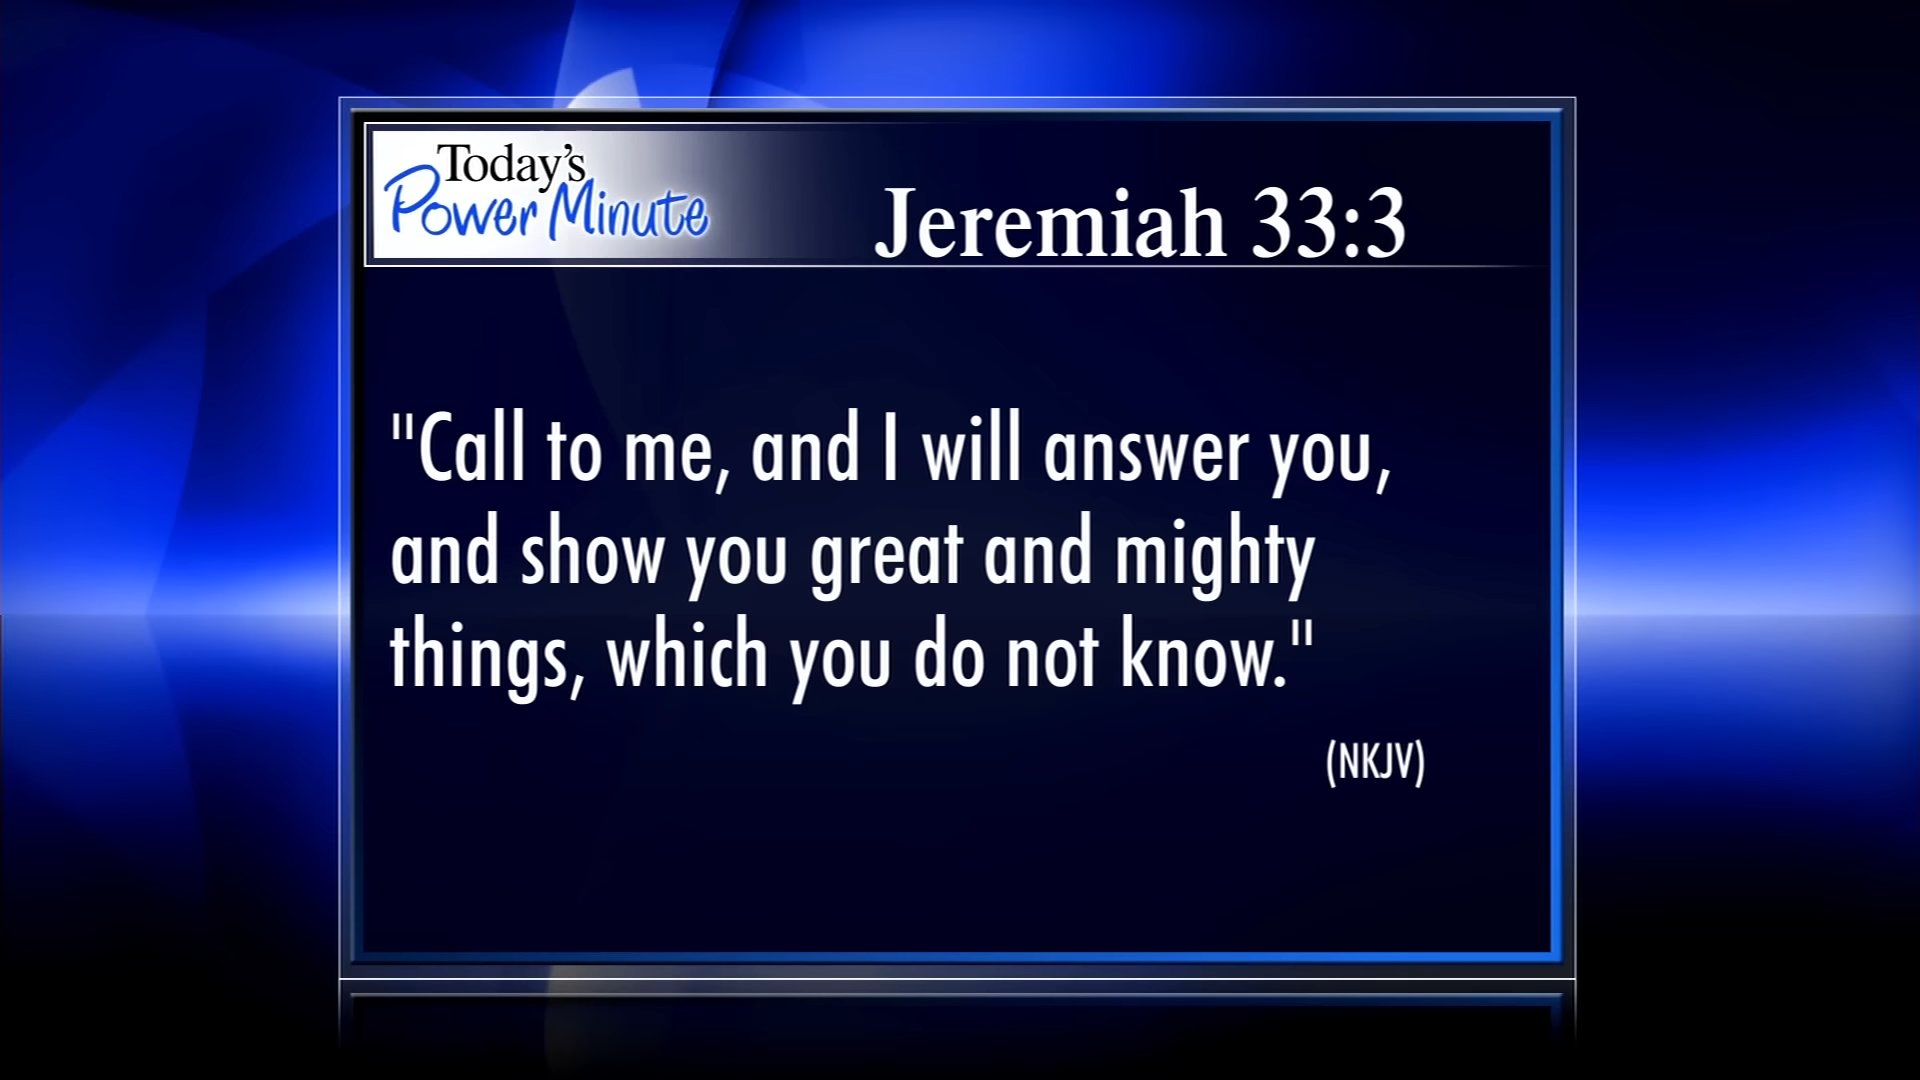 Today's
Power Minute
Jeremiah 33:3
"Call to me, and I will answer you,
and show you great and mighty
things, which you do not know."
(NKJV)